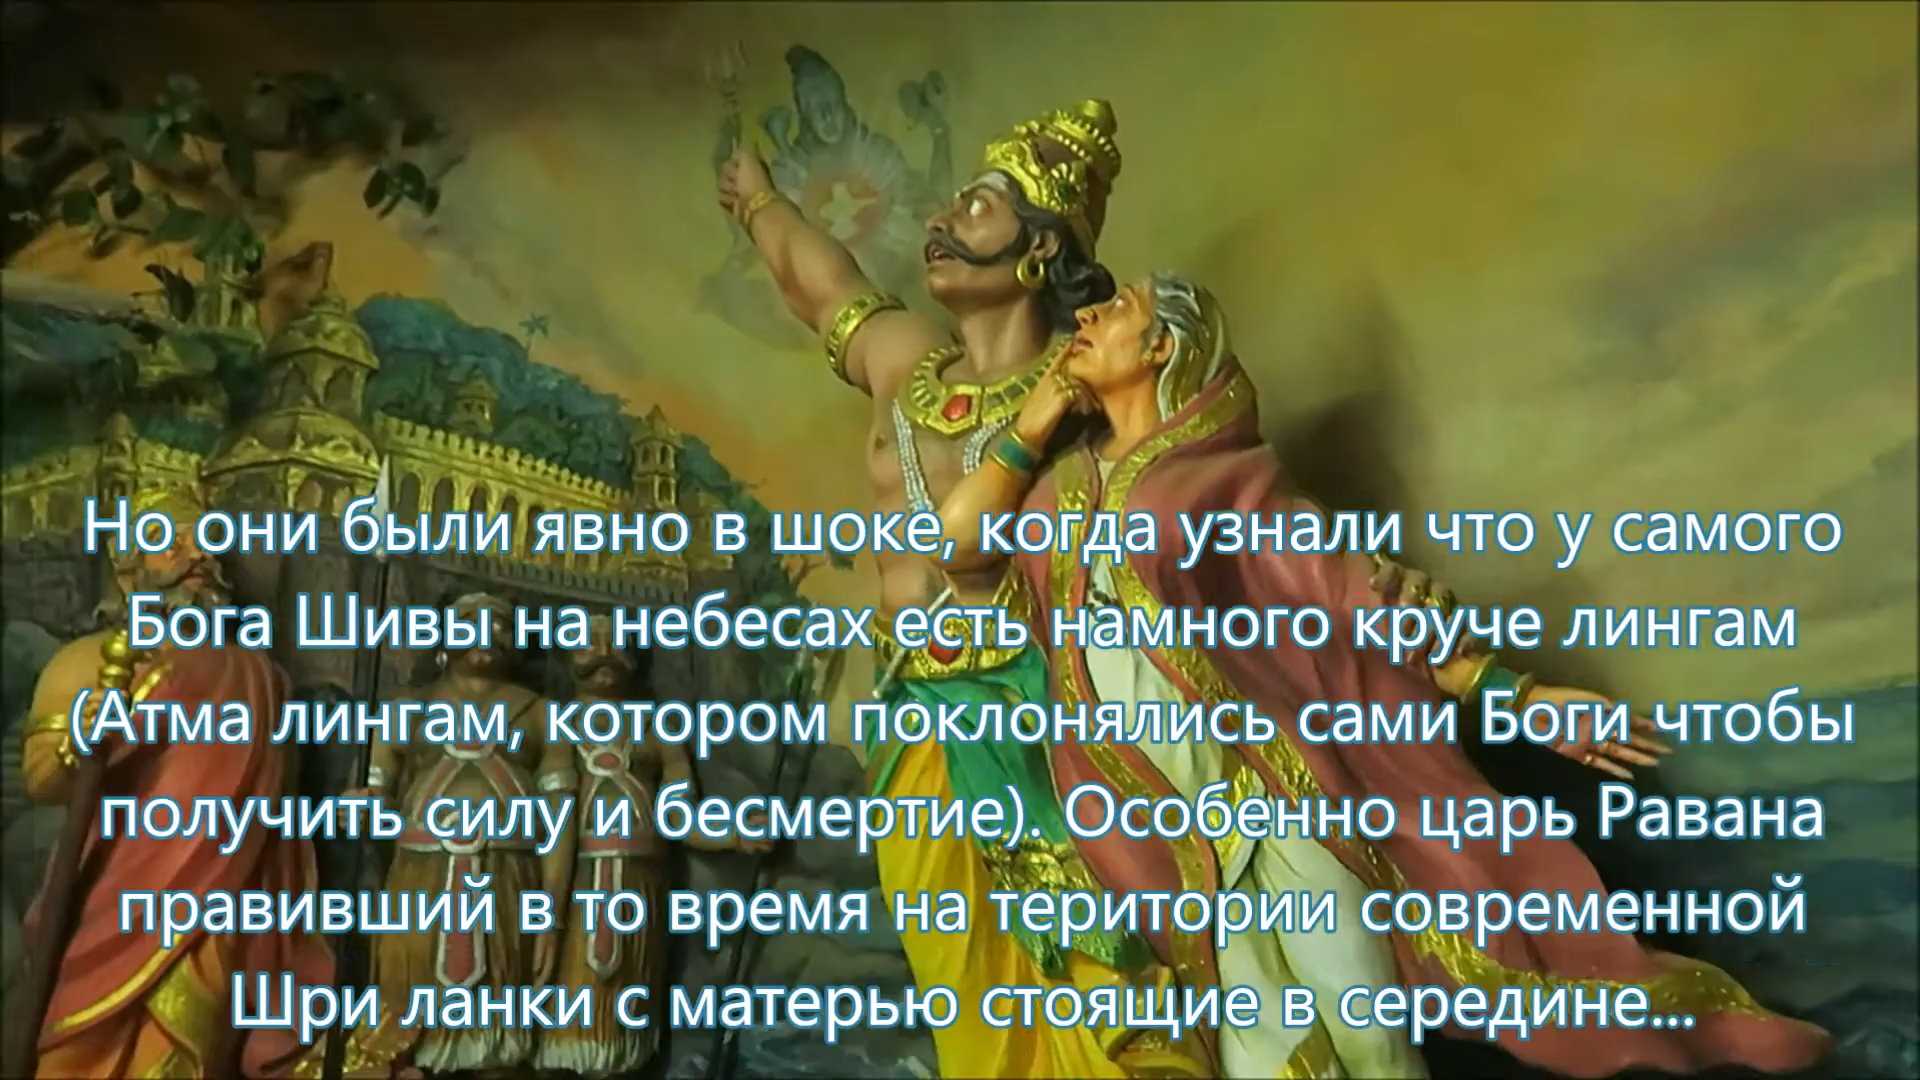 Но они были явно в шоке, когда узнали что у самого
Бога Шивы на небесах есть намного круче лингам
(Атма лингам, котором поклонялись сами Боги чтобы
получить силу и бесмертие). Особенно царь Равана
правивший в то время на територии современной
Шри ланки с матерью стоящие в середине...